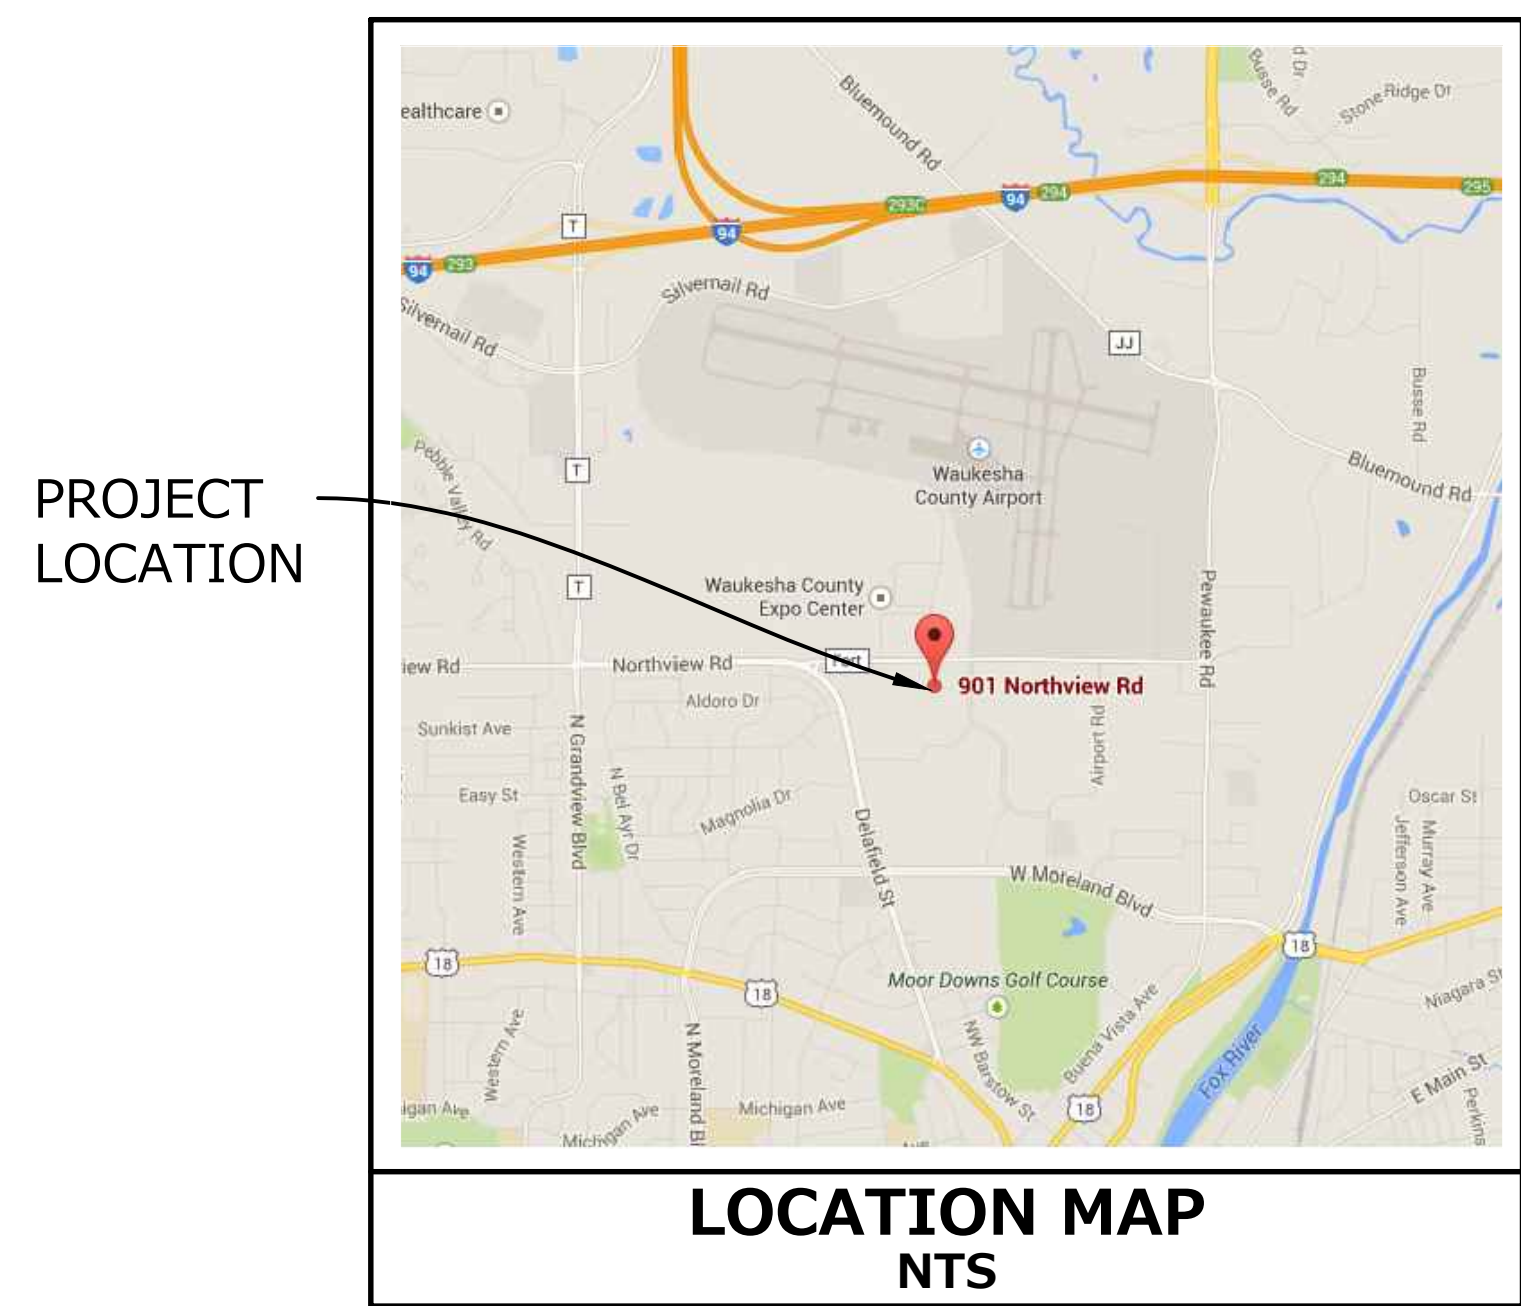 ealthcare
Bluemound Rd
Busse Rd
d Dr
Stone Ridge Dr
T
94
293
94
293C
94
294
294
295
Silvernail Rd
Silvernail Rd
JJ
Busse Rd
Bluemound Rd
Pebble Valley Rd
T
Waukesha
County Airport
PROJECT
LOCATION
T
Waukesha County
Expo Center
Pewaukee Rd
iew Rd
Northview Rd
Fort
901 Northview Rd
Aldoro Dr
Sunkist Ave
N Grandview Blvd
Airport Rd
Easy St
N Bel Ayr Dr
Magnolia Dr
Delafield St
Oscar St
Jefferson Ave
Murray Ave
Western Ave
W Moreland Blvd
18
18
18
Moor Downs Golf Course
Niagara St
Western Ave
N Moreland Bl
NW Barstow St
Buena Vista Ave
Fox River
E Main St
Perkins
igan Ave
Michigan Ave
Michigan Ave
18
LOCATION MAP
NTS